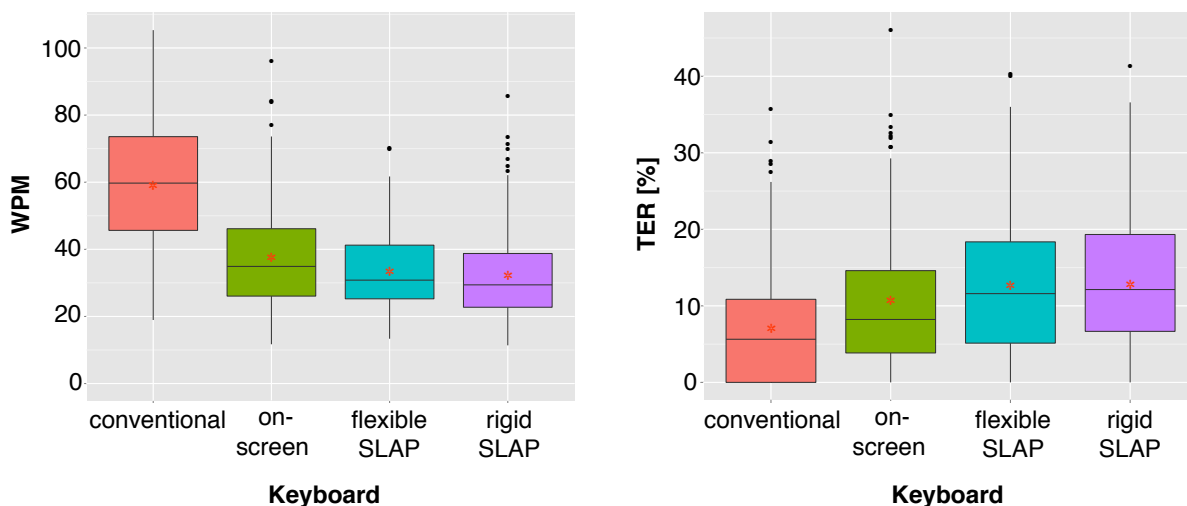 WPM
100
80
60
40
20
0
conventional
on-
screen
flexible
SLAP
rigid
SLAP
Keyboard
TER [%]
40
30
20
10
0
conventional
on-
screen
flexible
SLAP
rigid
SLAP
Keyboard